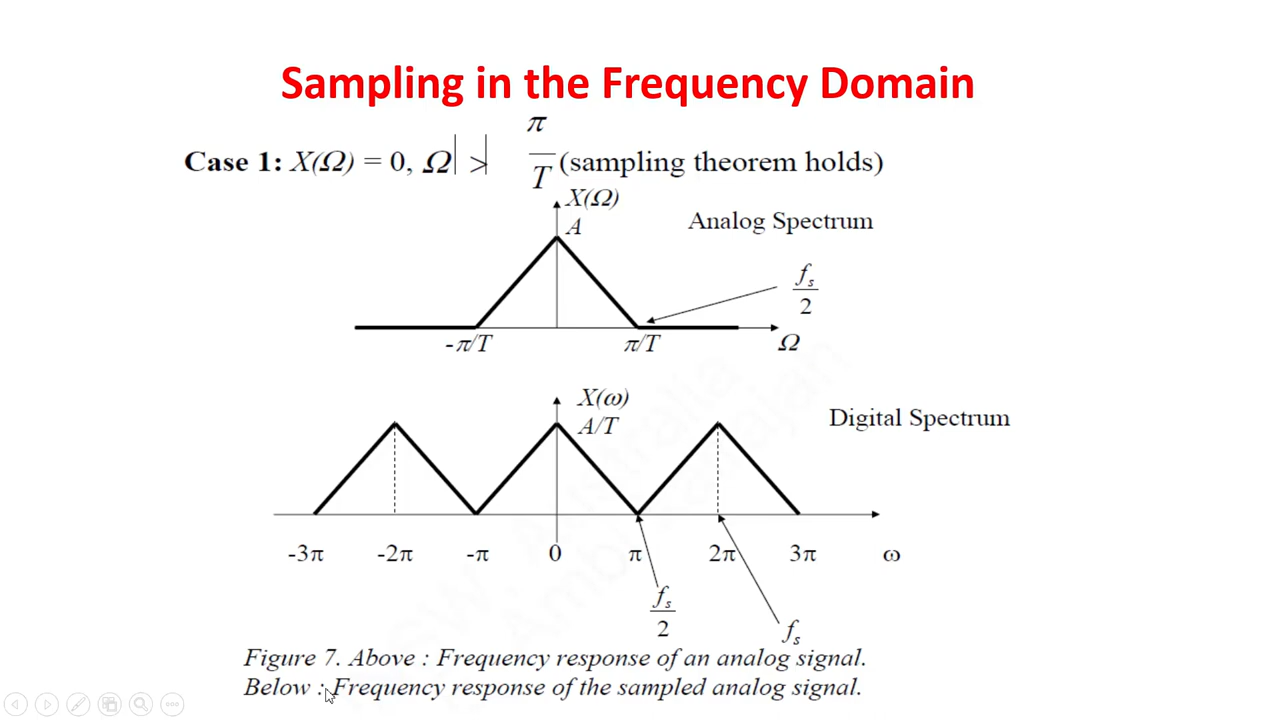 Sampling in the Frequency Domain
Case 1: X(Ω) = 0, Ω| >| π/T (sampling theorem holds)
X(Ω)
A
Analog Spectrum
fₛ/2
-π/T
π/T
Ω
X(ω)
A/T
Digital Spectrum
-3π
-2π
-π
0
π
2π
3π
ω
fₛ/2
fₛ
Figure 7. Above : Frequency response of an analog signal.
Below : Frequency response of the sampled analog signal.